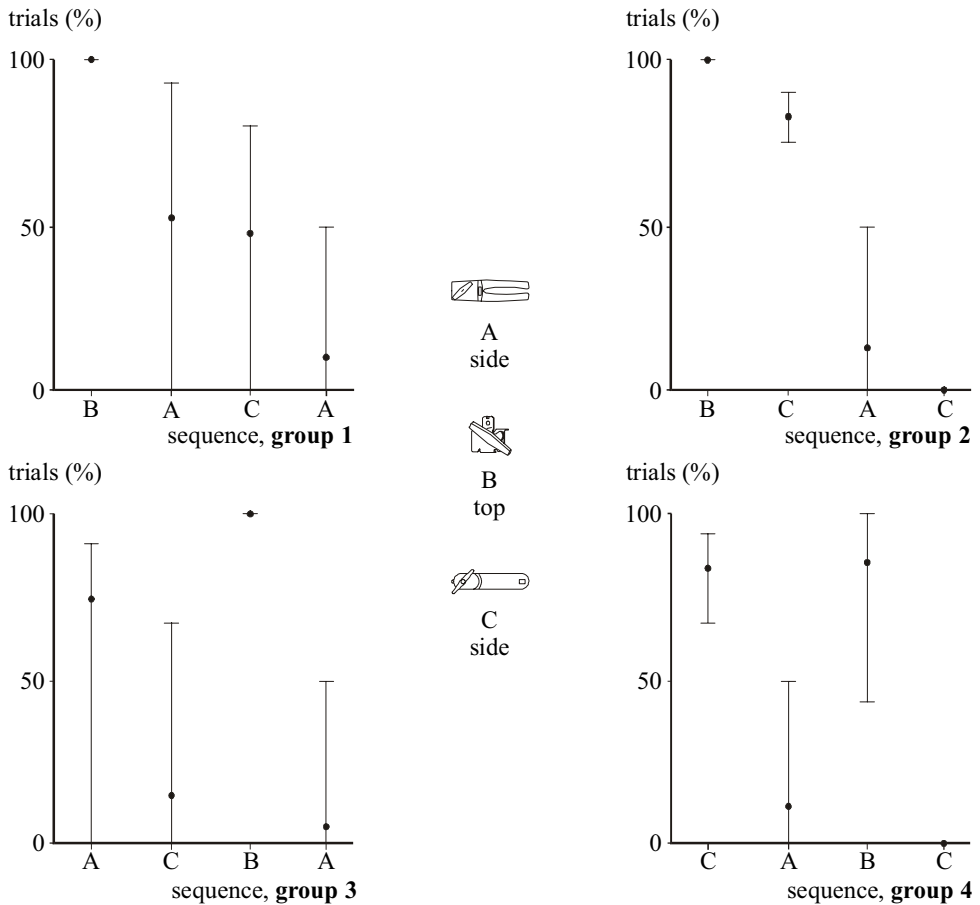 trials (%)
100
50
0
B A C A
sequence, group 1
trials (%)
100
50
0
B C A C
sequence, group 2
A
side
B
top
C
side
trials (%)
100
50
0
A C B A
sequence, group 3
trials (%)
100
50
0
C A B C
sequence, group 4